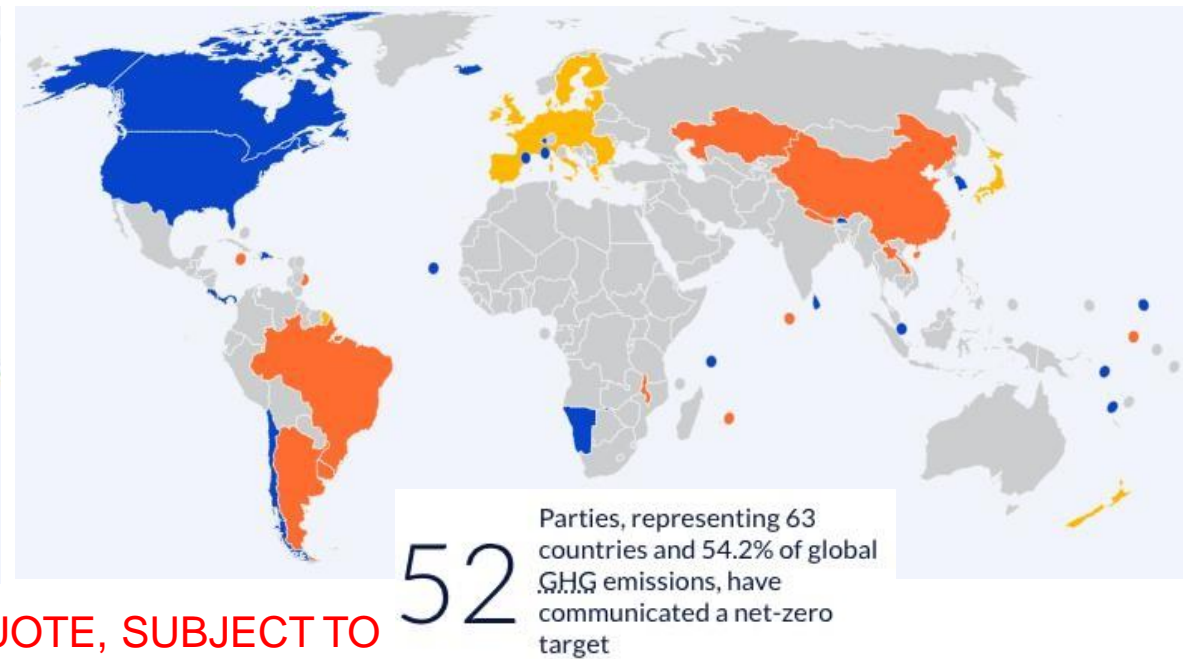 52
Parties, representing 63
countries and 54.2% of global
GHG emissions, have
communicated a net-zero
target
SUBJECT TO